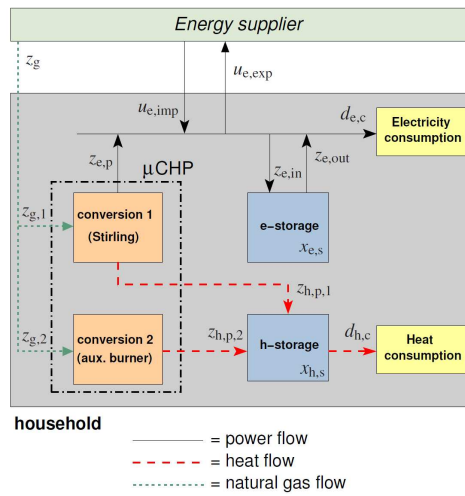 Energy supplier
z_g
u_e,exp
u_e,imp
d_e,c
Electricity
consumption
z_e,p
z_e,in
z_e,out
μCHP
z_g,1
conversion 1
(Stirling)
e-storage
x_e,s
z_h,p,1
z_g,2
conversion 2
(aux. burner)
z_h,p,2
h-storage
x_h,s
d_h,c
Heat
consumption
household
= power flow
= heat flow
= natural gas flow